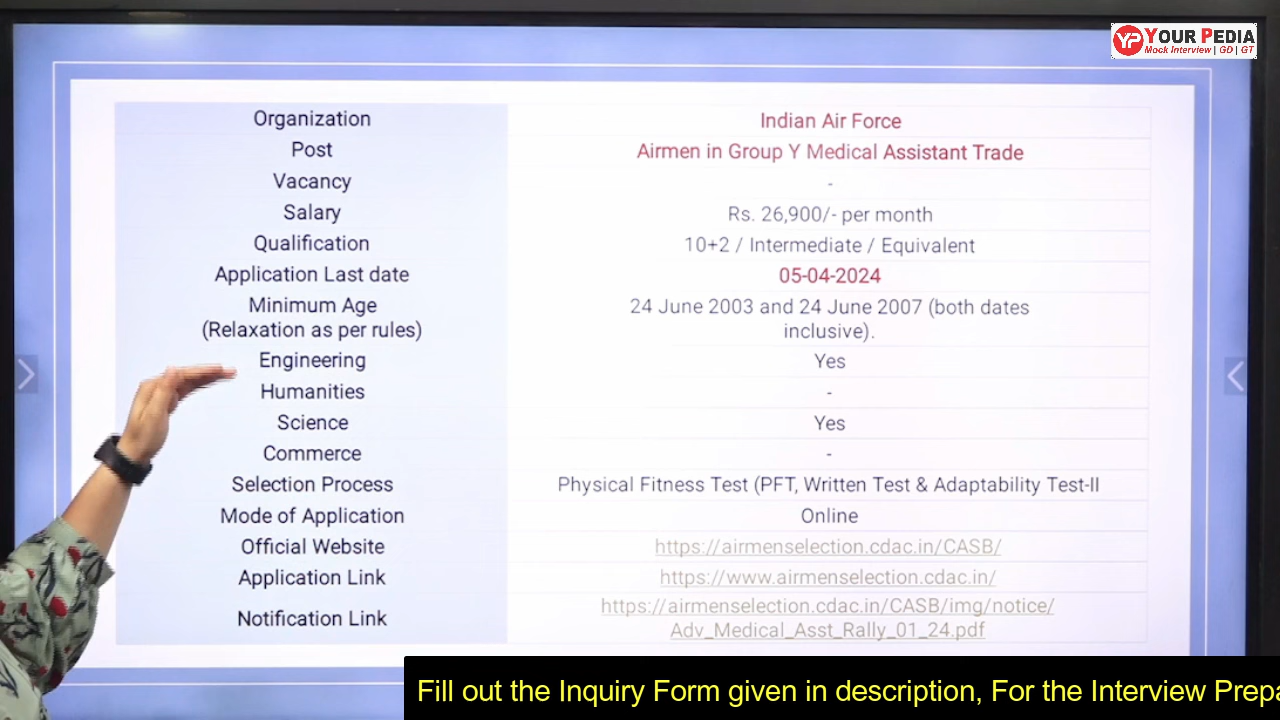 YP YOUR PEDIA
Mock Interview | GD | GT
Organization Indian Air Force
Post Airmen in Group Y Medical Assistant Trade
Vacancy -
Salary Rs. 26,900/- per month
Qualification 10+2 / Intermediate / Equivalent
Application Last date 05-04-2024
Minimum Age 24 June 2003 and 24 June 2007 (both dates
(Relaxation as per rules) inclusive).
Engineering Yes
Humanities -
Science Yes
Commerce -
Selection Process Physical Fitness Test (PFT, Written Test & Adaptability Test-II
Mode of Application Online
Official Website https://airmenselection.cdac.in/CASB/
Application Link https://www.airmenselection.cdac.in/
Notification Link https://airmenselection.cdac.in/CASB/img/notice/
Adv_Medical_Asst_Rally_01_24.pdf
Fill out the Inquiry Form given in description, For the Interview Prepa